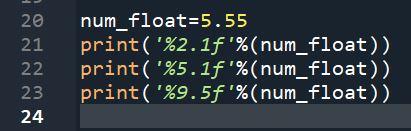 20 num_float=5.55
21 print('%2.1f'%(num_float))
22 print('%5.1f'%(num_float))
23 print('%9.5f'%(num_float))
24